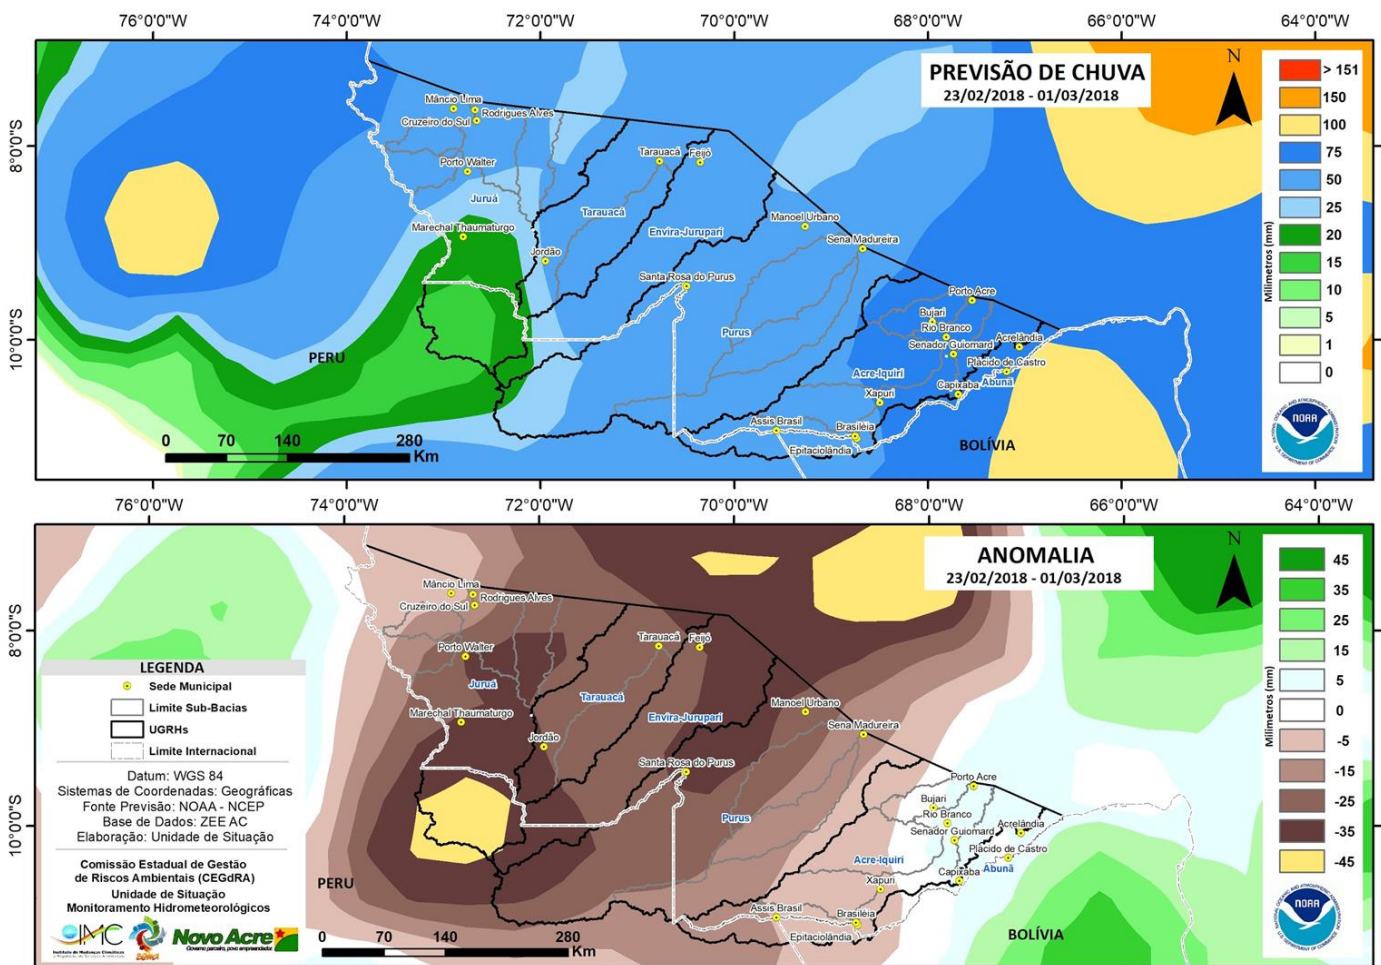 76°0'0"W 74°0'0"W 72°0'0"W 70°0'0"W 68°0'0"W 66°0'0"W 64°0'0"W
PREVISÃO DE CHUVA
23/02/2018 - 01/03/2018
N
> 151
150
100
75
50
25
20
15
10
5
1
0
Milímetros (mm)
NOAA
8°0'0"S
10°0'0"S
Mâncio Lima
Rodrigues Alves
Cruzeiro do Sul
Porto Walter
Juruá
Marechal Thaumaturgo
Jordão
Tarauacá
Feijó
Tarauacá
Envira-Jurupari
Manoel Urbano
Sena Madureira
Santa Rosa do Purus
Purus
Porto Acre
Bujari
Rio Branco
Senador Guiomard
Acrelândia
Plácido de Castro
Abunã
Acre-Iquiri
Capixaba
Xapuri
Assis Brasil
Brasiléia
Epitaciolândia
PERU
BOLÍVIA
0 70 140 280
Km
76°0'0"W 74°0'0"W 72°0'0"W 70°0'0"W 68°0'0"W 66°0'0"W 64°0'0"W
ANOMALIA
23/02/2018 - 01/03/2018
N
45
35
25
15
5
0
-5
-15
-25
-35
-45
Milímetros (mm)
NOAA
8°0'0"S
10°0'0"S
Mâncio Lima
Rodrigues Alves
Cruzeiro do Sul
Porto Walter
Juruá
Marechal Thaumaturgo
Jordão
Tarauacá
Feijó
Tarauacá
Envira-Jurupari
Manoel Urbano
Sena Madureira
Santa Rosa do Purus
Purus
Porto Acre
Bujari
Rio Branco
Senador Guiomard
Acrelândia
Plácido de Castro
Abunã
Acre-Iquiri
Capixaba
Xapuri
Assis Brasil
Brasiléia
Epitaciolândia
PERU
BOLÍVIA
0 70 140 280
Km
LEGENDA
Sede Municipal
Limite Sub-Bacias
UGRHs
Limite Internacional
Datum: WGS 84
Sistemas de Coordenadas: Geográficas
Fonte Previsão: NOAA - NCEP
Base de Dados: ZEE AC
Elaboração: Unidade de Situação
Comissão Estadual de Gestão
de Riscos Ambientais (CEGdRA)
Unidade de Situação
Monitoramento Hidrometeorológicos
IMC
SEMA
Novo Acre
Governo parceiro, povo empreendedor